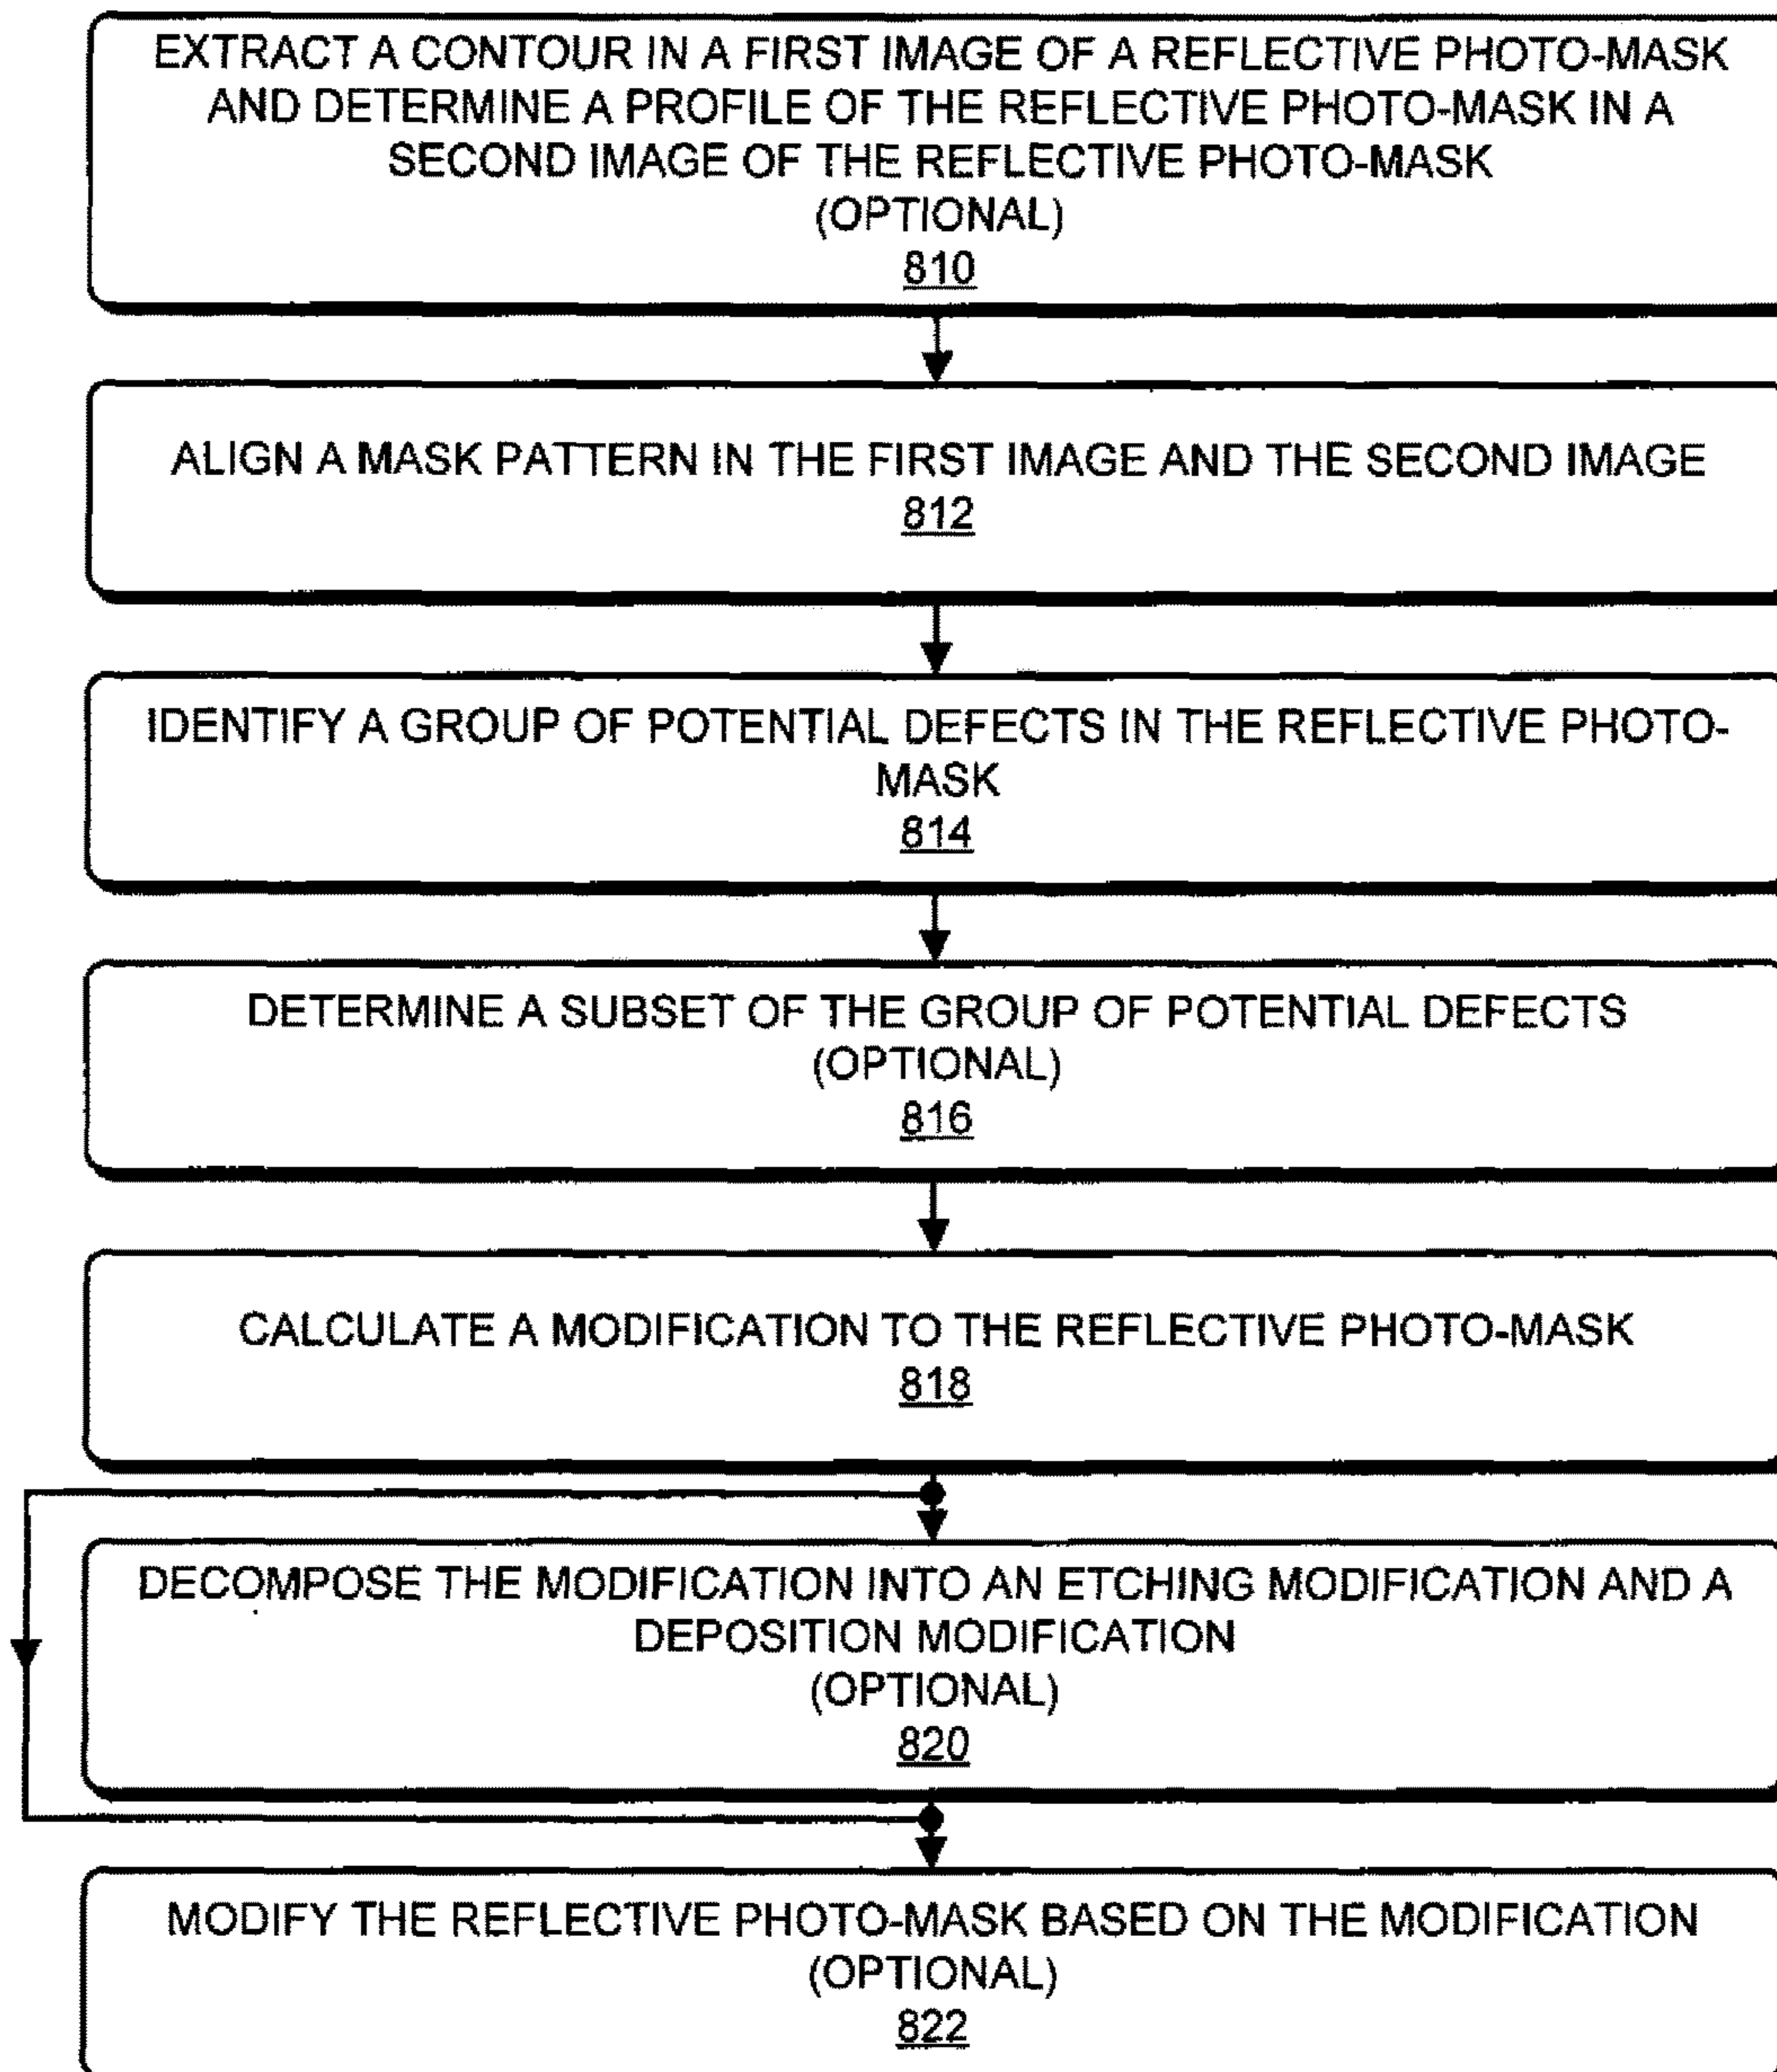 EXTRACT A CONTOUR IN A FIRST IMAGE OF A REFLECTIVE PHOTO-MASK
AND DETERMINE A PROFILE OF THE REFLECTIVE PHOTO-MASK IN A
SECOND IMAGE OF THE REFLECTIVE PHOTO-MASK
(OPTIONAL)
810
ALIGN A MASK PATTERN IN THE FIRST IMAGE AND THE SECOND IMAGE
812
IDENTIFY A GROUP OF POTENTIAL DEFECTS IN THE REFLECTIVE PHOTO-
MASK
814
DETERMINE A SUBSET OF THE GROUP OF POTENTIAL DEFECTS
(OPTIONAL)
816
CALCULATE A MODIFICATION TO THE REFLECTIVE PHOTO-MASK
818
DECOMPOSE THE MODIFICATION INTO AN ETCHING MODIFICATION AND A
DEPOSITION MODIFICATION
(OPTIONAL)
820
MODIFY THE REFLECTIVE PHOTO-MASK BASED ON THE MODIFICATION
(OPTIONAL)
822